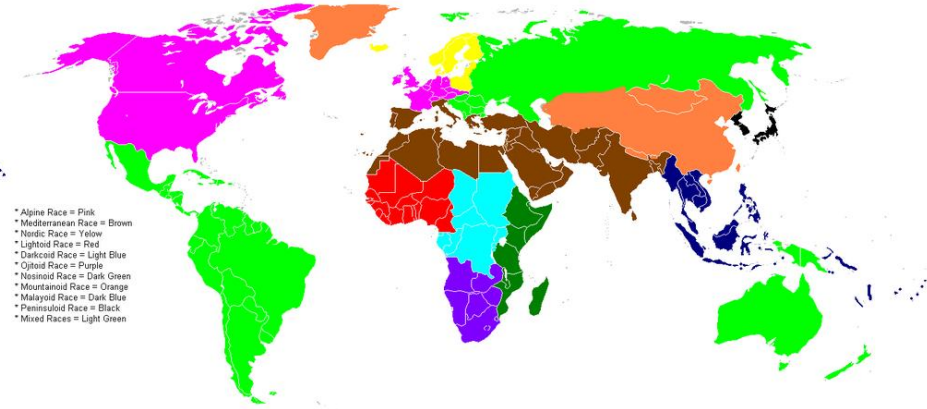 * Alpine Race = Pink
* Mediterranean Race = Brown
* Nordic Race = Yelow
* Lightoid Race = Red
* Darkcoid Race = Light Blue
* Ojitoid Race = Purple
* Nosinoid Race = Dark Green
* Mountainoid Race = Orange
* Malayoid Race = Dark Blue
* Peninsuloid Race = Black
* Mixed Races = Light Green